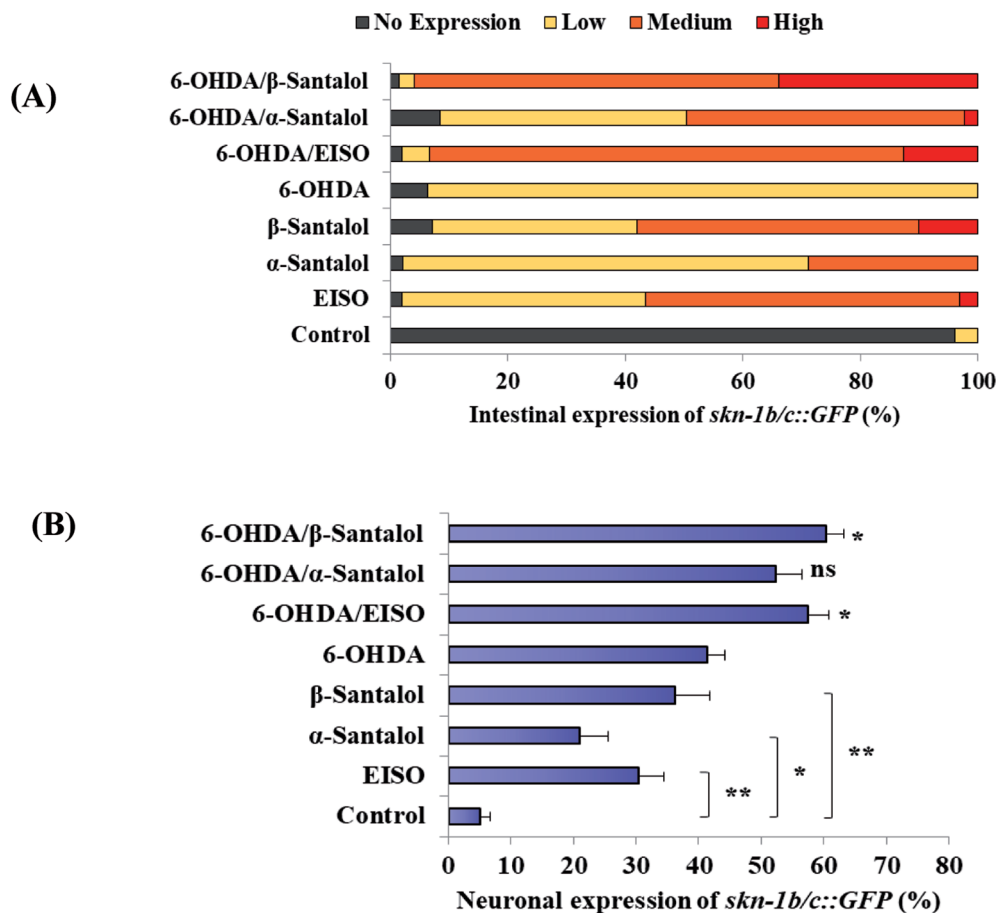 No Expression Low Medium High
(A)
6-OHDA/β-Santalol
6-OHDA/α-Santalol
6-OHDA/EISO
6-OHDA
β-Santalol
α-Santalol
EISO
Control
0 20 40 60 80 100
Intestinal expression of skn-1b/c::GFP (%)
(B)
6-OHDA/β-Santalol *
6-OHDA/α-Santalol ns
6-OHDA/EISO *
6-OHDA
β-Santalol
α-Santalol
EISO
Control
** * **
0 10 20 30 40 50 60 70 80
Neuronal expression of skn-1b/c::GFP (%)